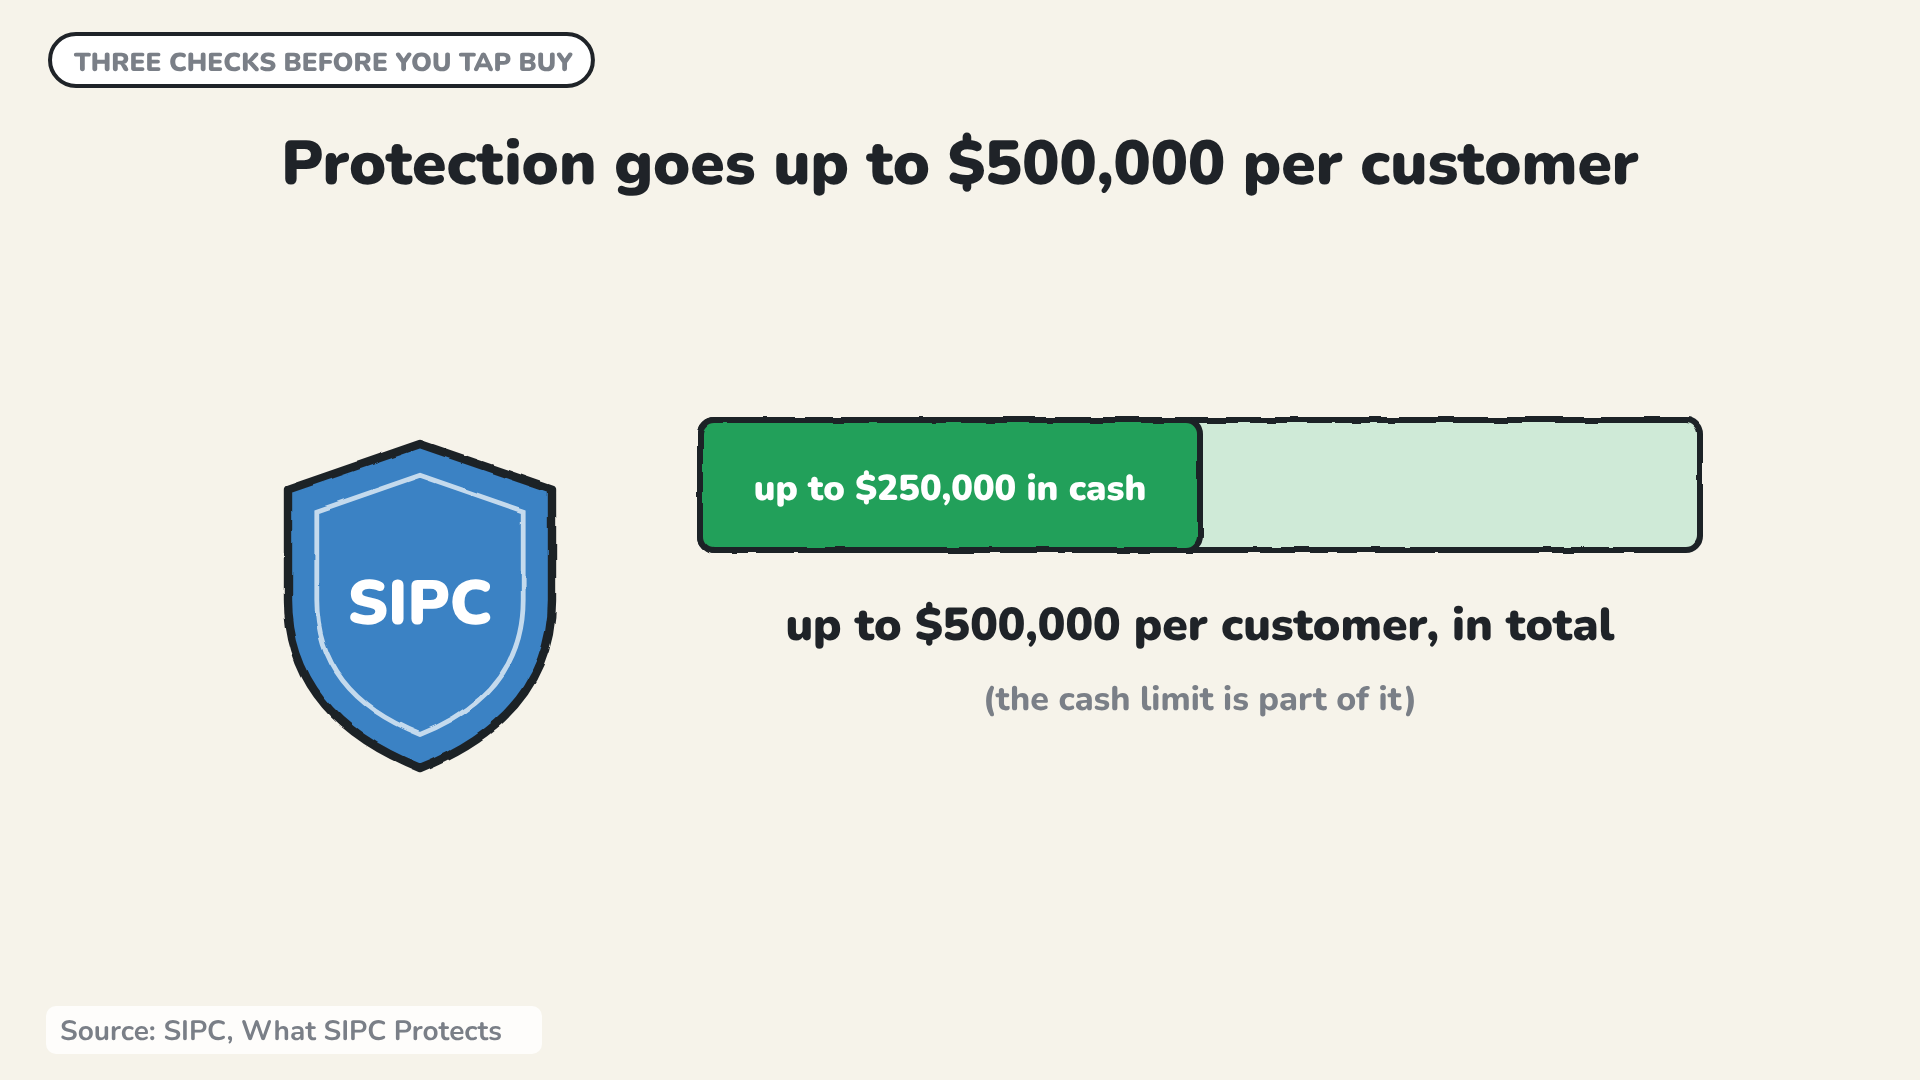 THREE CHECKS BEFORE YOU TAP BUY
Protection goes up to $500,000 per customer
up to $250,000 in cash
SIPC
up to $500,000 per customer, in total
(the cash limit is part of it)
Source: SIPC, What SIPC Protects